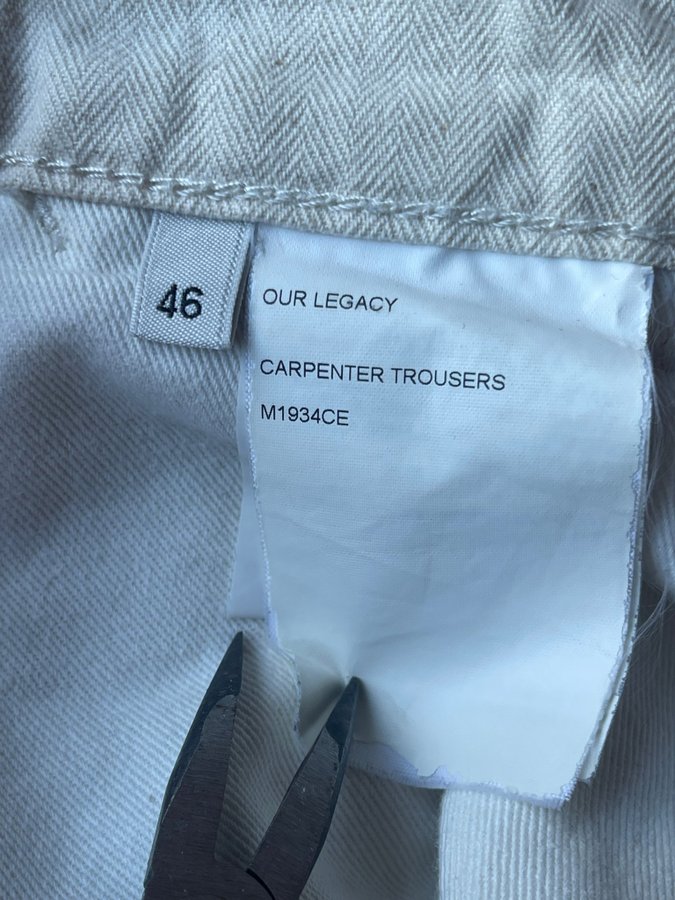 46
OUR LEGACY
CARPENTER TROUSERS
M1934CE